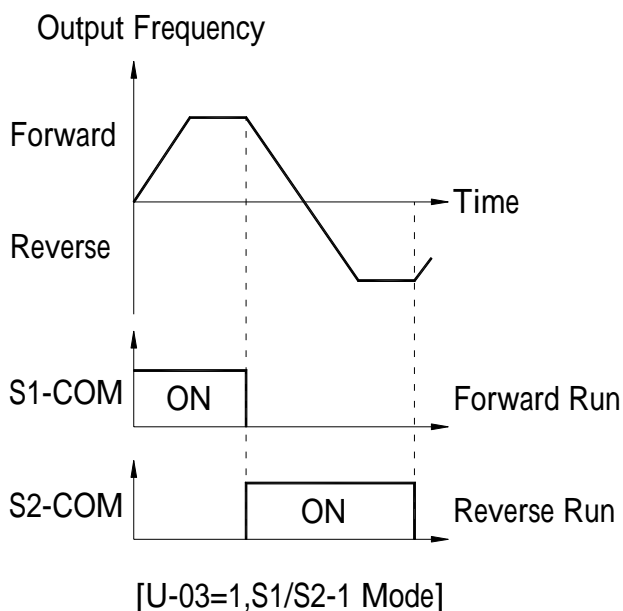 Output Frequency
Forward
Time
Reverse
S1-COM ON Forward Run
S2-COM ON Reverse Run
[U-03=1,S1/S2-1 Mode]